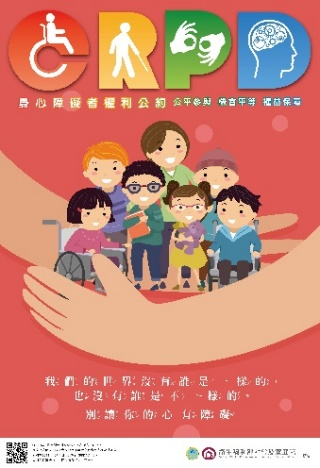 CRPD
身心障礙者權利公約 公平參與 機會平等 權益保障
我們的世界沒有誰是一樣的，
也沒有誰是不一樣的。
別讓你的心有障礙